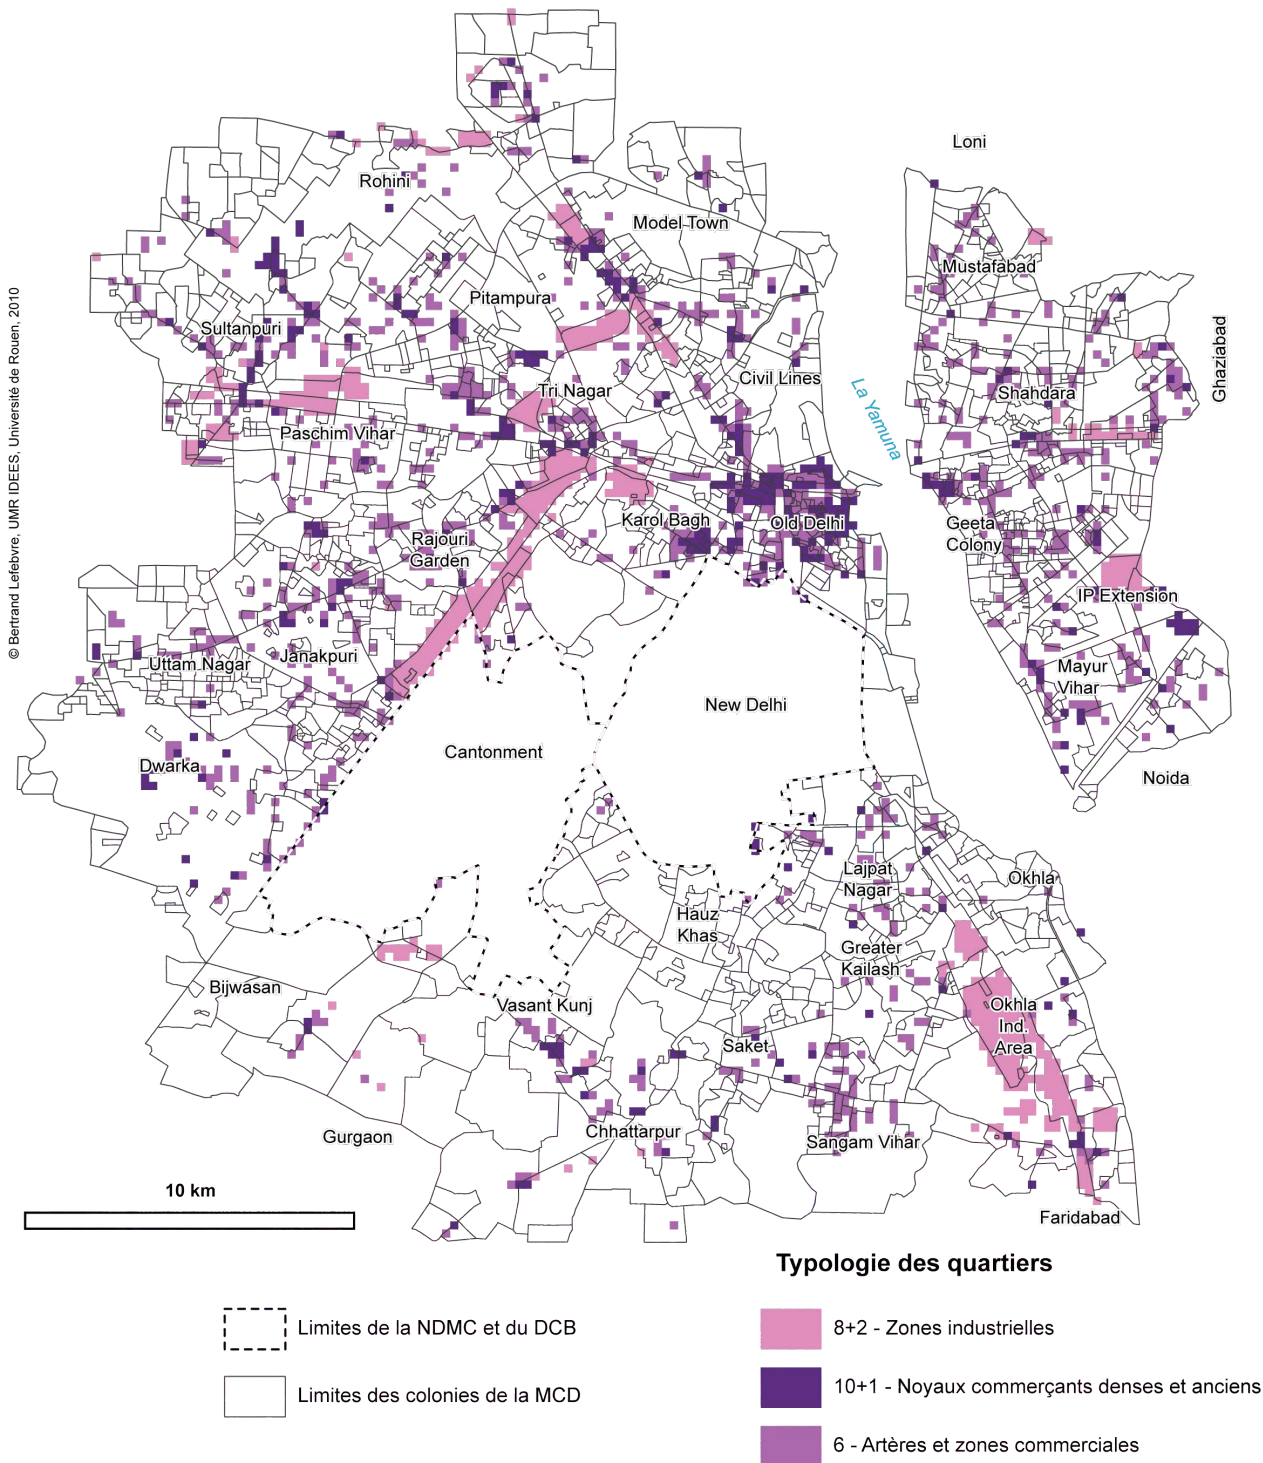 Loni
Rohini
Model Town
Mustafabad
Pitampura
Sultanpuri
Ghaziabad
© Bertrand Lefebvre, UMR IDEES, Université de Rouen, 2010
Civil Lines
Tri Nagar
Shahdara
La Yamuna
Paschim Vihar
Karol Bagh
Old Delhi
Geeta
Colony
Rajouri
Garden
IP Extension
Uttam Nagar
Janakpuri
Mayur
Vihar
New Delhi
Cantonment
Dwarka
Noida
Lajpat
Nagar
Okhla
Hauz
Khas
Greater
Kailash
Bijwasan
Vasant Kunj
Okhla
Ind.
Area
Saket
Gurgaon
Chhattarpur
Sangam Vihar
10 km
Faridabad
Typologie des quartiers
Limites de la NDMC et du DCB
8+2 - Zones industrielles
Limites des colonies de la MCD
10+1 - Noyaux commerçants denses et anciens
6 - Artères et zones commerciales